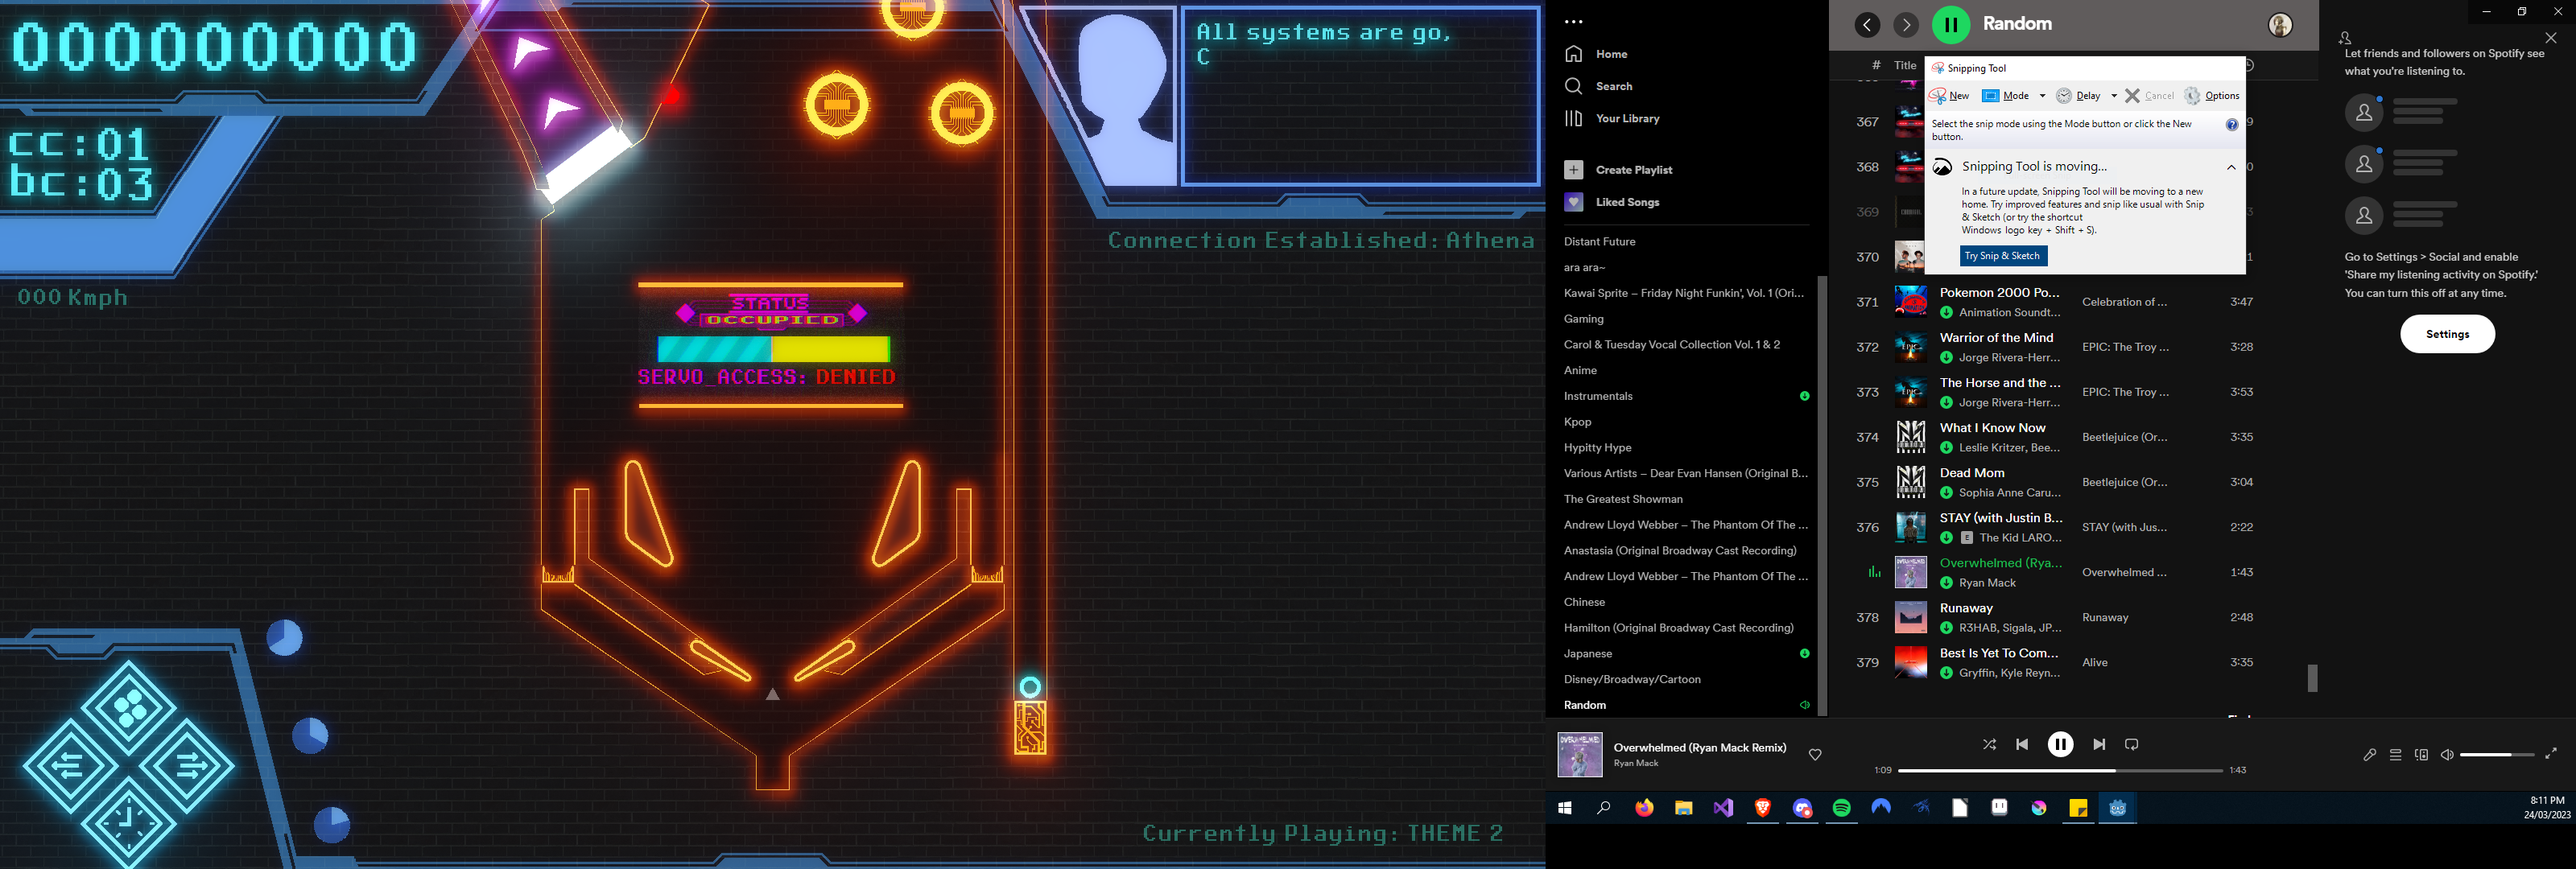 000000000
cc:01
bc:03
000 Kmph
All systems are go,
C
Connection Established: Athena
STATUS
OCCUPIED
SERVO_ACCESS: DENIED
Currently Playing: THEME 2
Home
Search
Your Library
Create Playlist
Liked Songs
Distant Future
ara ara~
Kawai Sprite – Friday Night Funkin', Vol. 1 (Ori...
Gaming
Carol & Tuesday Vocal Collection Vol. 1 & 2
Anime
Instrumentals
Kpop
Hypitty Hype
Various Artists – Dear Evan Hansen (Original B...
The Greatest Showman
Andrew Lloyd Webber – The Phantom Of The ...
Anastasia (Original Broadway Cast Recording)
Andrew Lloyd Webber – The Phantom Of The ...
Chinese
Hamilton (Original Broadway Cast Recording)
Japanese
Disney/Broadway/Cartoon
Random
Random
# Title
Snipping Tool
New Mode Delay Cancel Options
Select the snip mode using the Mode button or click the New
button.
Snipping Tool is moving...
In a future update, Snipping Tool will be moving to a new
home. Try improved features and snip like usual with Snip
& Sketch (or try the shortcut
Windows logo key + Shift + S).
Try Snip & Sketch
367
368
369
370
371 Pokemon 2000 Po... Celebration of ... 3:47
Animation Soundt...
372 Warrior of the Mind EPIC: The Troy ... 3:28
Jorge Rivera-Herr...
373 The Horse and the ... EPIC: The Troy ... 3:53
Jorge Rivera-Herr...
374 What I Know Now Beetlejuice (Or... 3:35
Leslie Kritzer, Bee...
375 Dead Mom Beetlejuice (Or... 3:04
Sophia Anne Caru...
376 STAY (with Justin B... STAY (with Jus... 2:22
E The Kid LARO...
Overwhelmed (Rya... Overwhelmed ... 1:43
Ryan Mack
378 Runaway Runaway 2:48
R3HAB, Sigala, JP...
379 Best Is Yet To Com... Alive 3:35
Gryffin, Kyle Reyn...
Let friends and followers on Spotify see
what you're listening to.
Go to Settings > Social and enable
'Share my listening activity on Spotify.'
You can turn this off at any time.
Settings
Overwhelmed (Ryan Mack Remix)
Ryan Mack
1:09
1:43
8:11 PM
24/03/2023